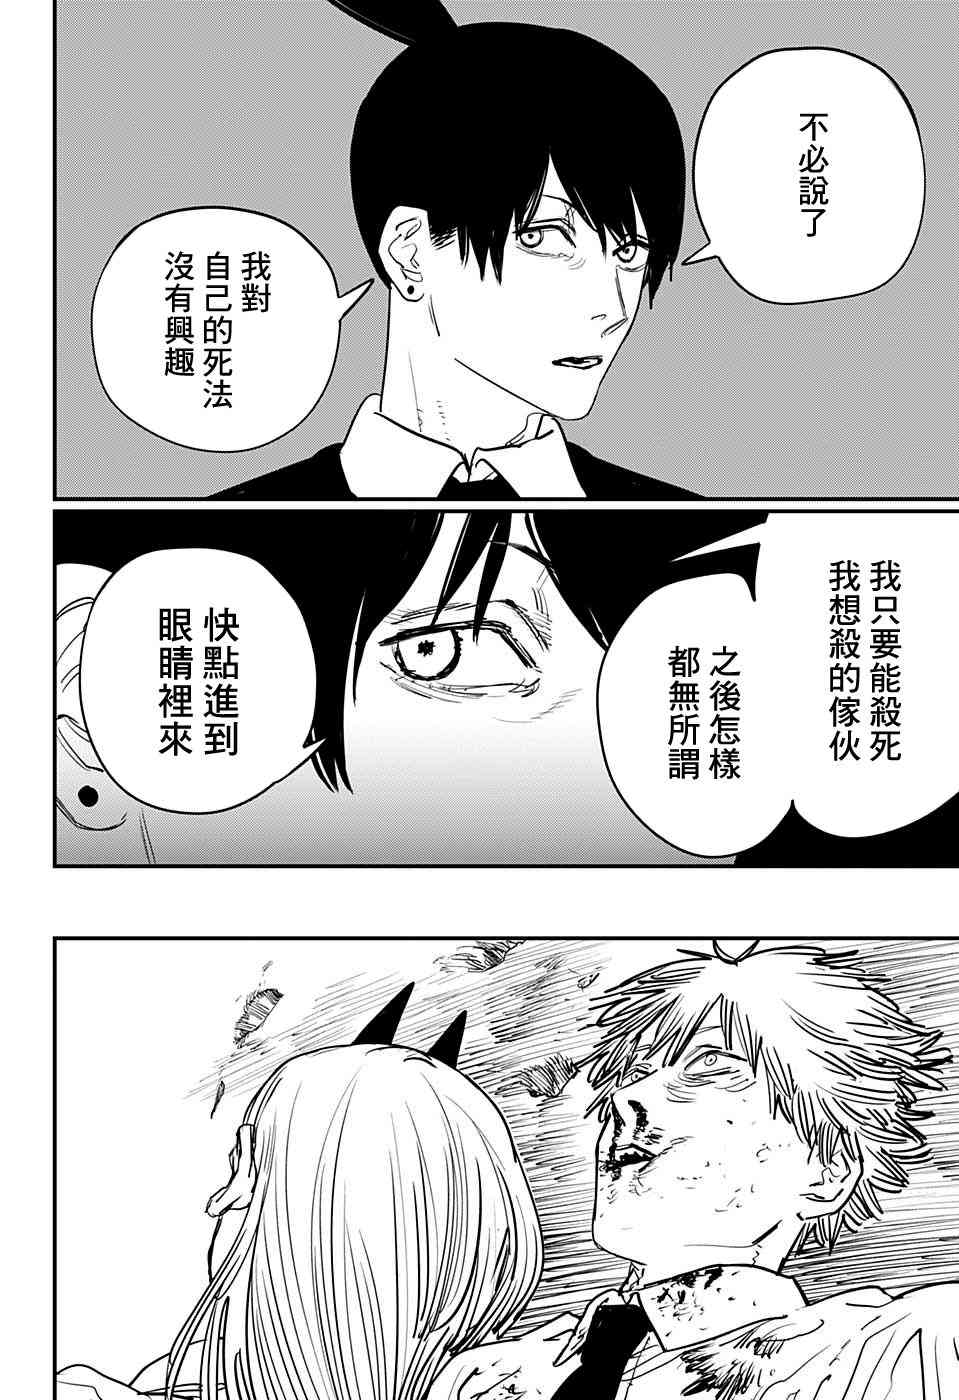 不必說了
我對
自己的死法
沒有興趣
我只要能殺死
我想殺的傢伙
之後怎樣
都無所謂
快點進到
眼睛裡來